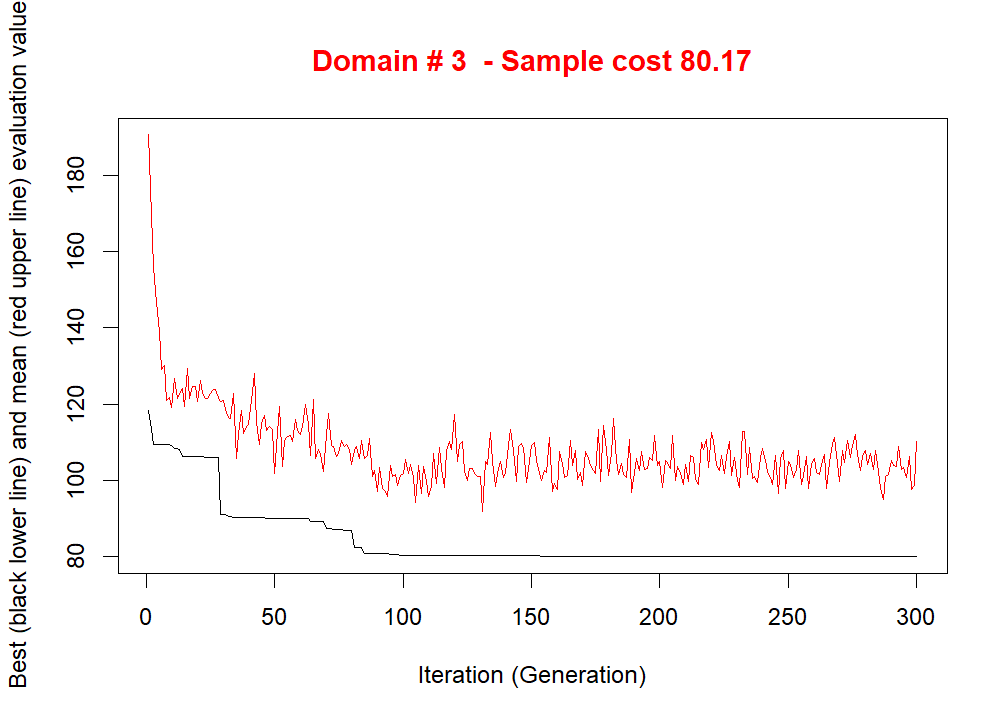 Domain # 3  - Sample cost 80.17
Best (black lower line) and mean (red upper line) evaluation value
180
160
140
120
100
80
0 50 100 150 200 250 300
Iteration (Generation)